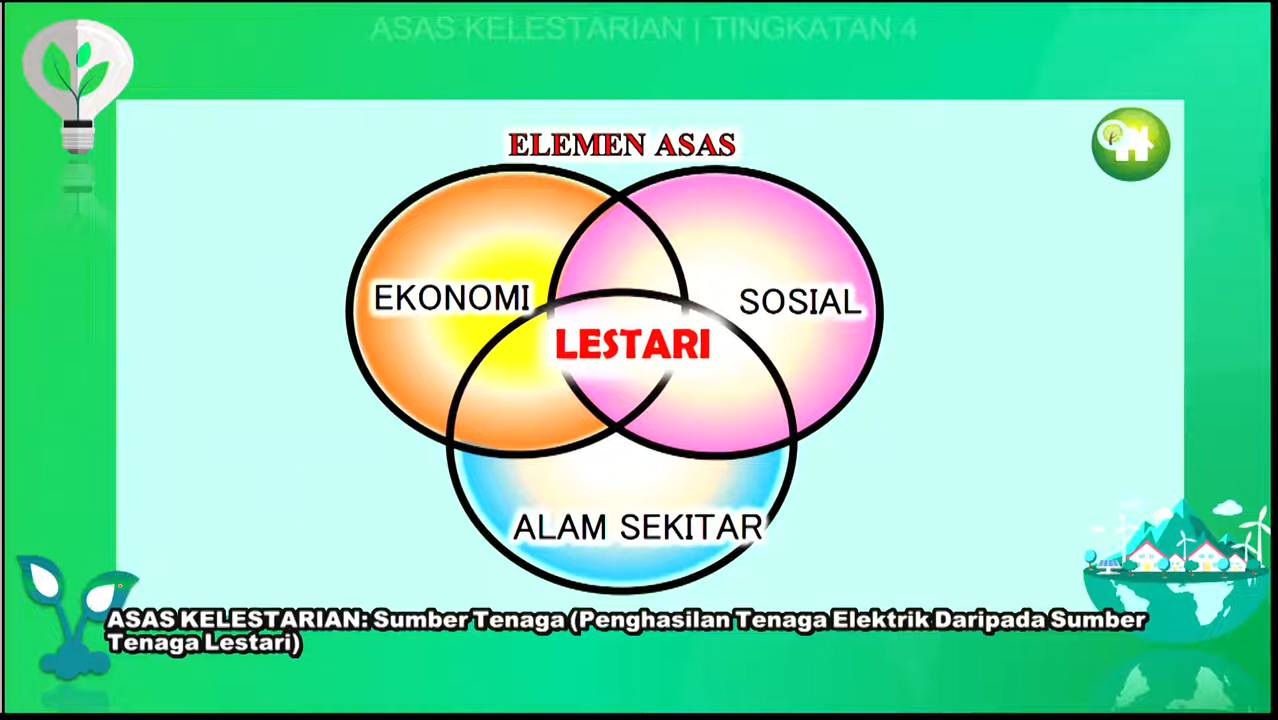 ASAS KELESTARIAN | TINGKATAN 4
ELEMEN ASAS
EKONOMI
SOSIAL
LESTARI
ALAM SEKITAR
ASAS KELESTARIAN: Sumber Tenaga (Penghasilan Tenaga Elektrik Daripada Sumber
Tenaga Lestari)